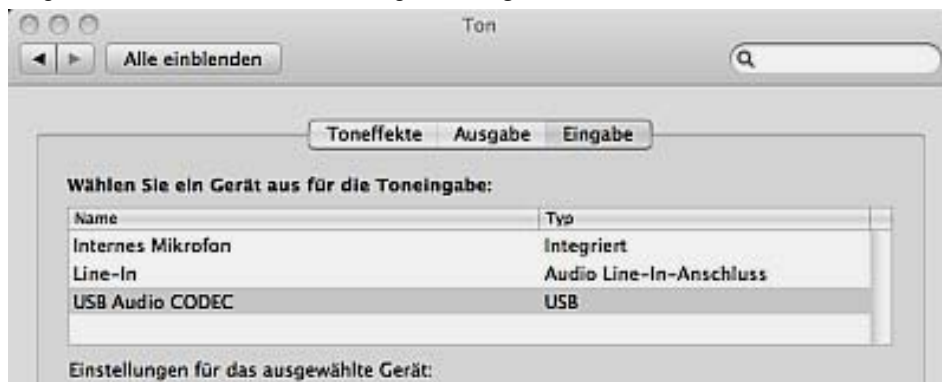 Ton
Alle einblenden
Toneffekte Ausgabe Eingabe
Wählen Sie ein Gerät aus für die Toneingabe:
Name Typ
Internes Mikrofon Integriert
Line-In Audio Line-In-Anschluss
USB Audio CODEC USB
Einstellungen für das ausgewählte Gerät: